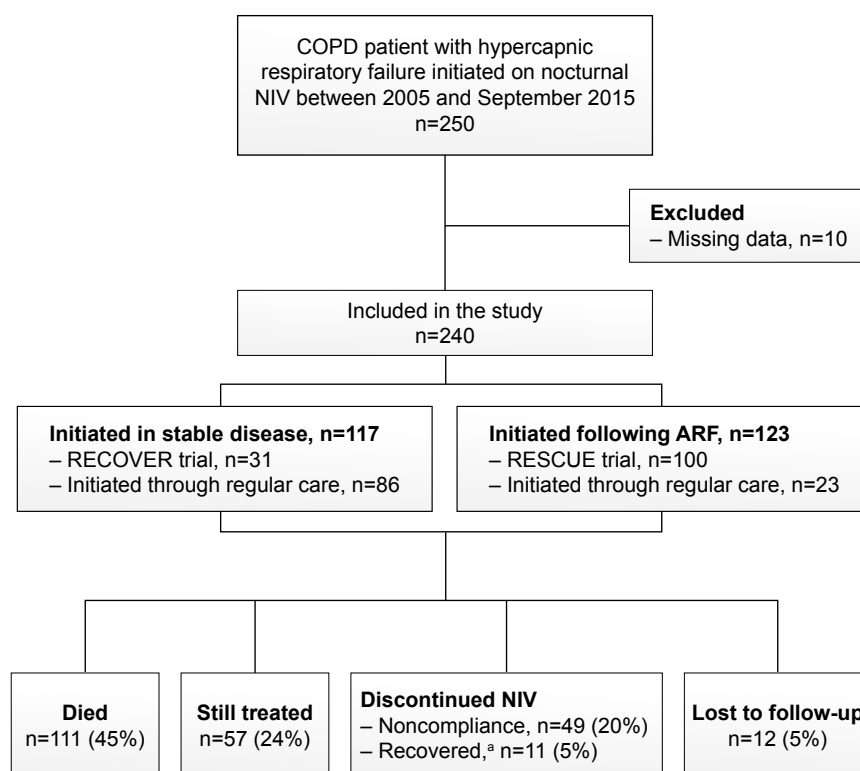 COPD patient with hypercapnic
respiratory failure initiated on nocturnal
NIV between 2005 and September 2015
n=250
Excluded
– Missing data, n=10
Included in the study
n=240
Initiated in stable disease, n=117
– RECOVER trial, n=31
– Initiated through regular care, n=86
Initiated following ARF, n=123
– RESCUE trial, n=100
– Initiated through regular care, n=23
Died
n=111 (45%)
Still treated
n=57 (24%)
Discontinued NIV
– Noncompliance, n=49 (20%)
– Recovered,ᵃ n=11 (5%)
Lost to follow-up
n=12 (5%)